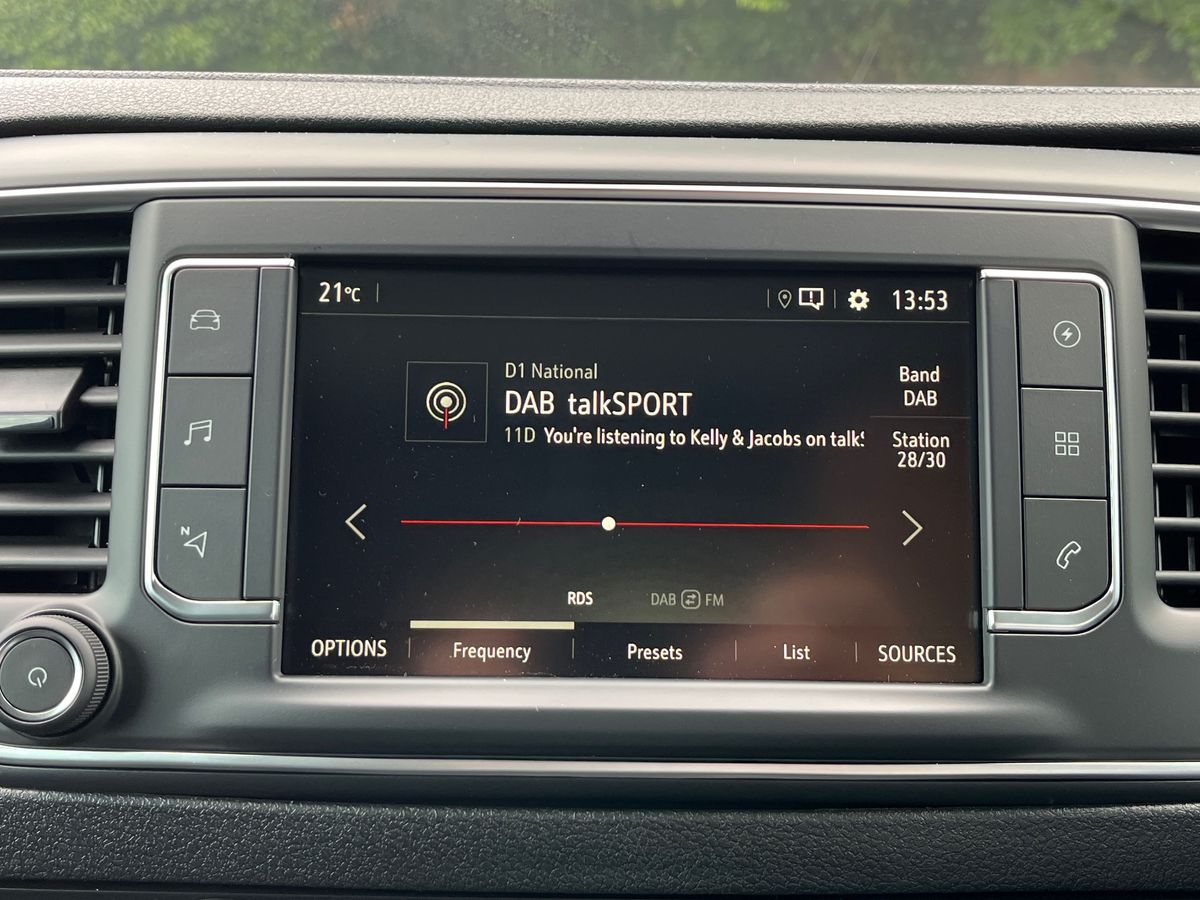 21°C
13:53
D1 National
DAB talkSPORT
11D You're listening to Kelly & Jacobs on talk
Band
DAB
Station
28/30
N
RDS
DAB FM
OPTIONS
Frequency
Presets
List
SOURCES